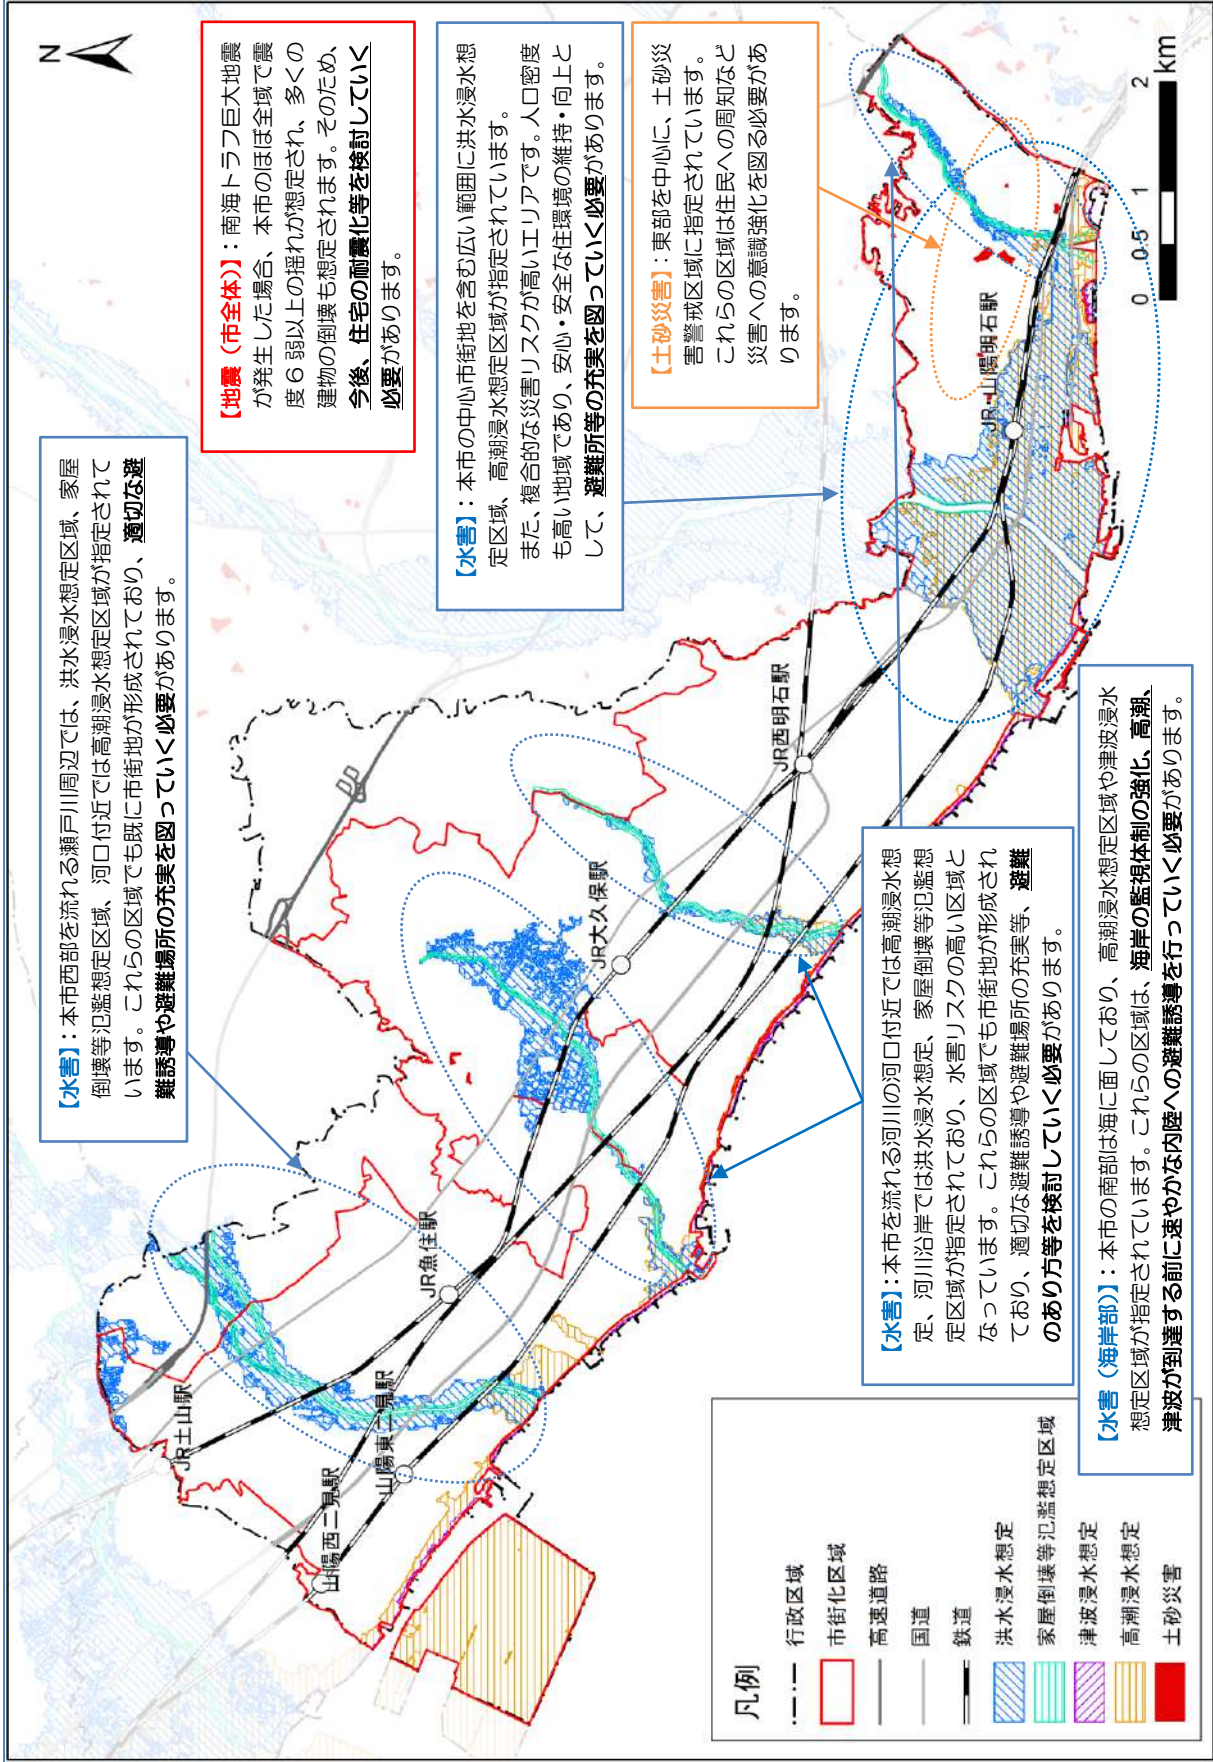 【水害】：本市西部を流れる瀬戸川周辺では、洪水浸水想定区域、家屋
倒壊等氾濫想定区域、河口付近では高潮浸水想定区域が指定されて
います。これらの区域でも既に市街地が形成されており、適切な避
難誘導や避難場所の充実を図っていく必要があります。
【地震（市全体）】：南海トラフ巨大地震
が発生した場合、本市のほぼ全域で震
度６弱以上の揺れが想定され、多くの
建物の倒壊も想定されます。そのため、
今後、住宅の耐震化等を検討していく
必要があります。
N
【水害】：本市の中心市街地を含む広い範囲に洪水浸水想
定区域、高潮浸水想定区域が指定されています。
また、複合的な災害リスクが高いエリアです。人口密度
も高い地域であり、安心・安全な住環境の維持・向上と
して、避難所等の充実を図っていく必要があります。
【土砂災害】：東部を中心に、土砂災
害警戒区域に指定されています。
これらの区域は住民への周知など
災害への意識強化を図る必要があ
ります。
JR土山駅
山陽西二見駅
山陽東二見駅
JR魚住駅
JR大久保駅
JR西明石駅
JR・山陽明石駅
【水害】：本市を流れる河川の河口付近では高潮浸水想
定、河川沿岸では洪水浸水想定、家屋倒壊等氾濫想
定区域が指定されており、水害リスクの高い区域と
なっています。これらの区域でも市街地が形成され
ており、適切な避難誘導や避難場所の充実等、避難
のあり方等を検討していく必要があります。
【水害（海岸部）】：本市の南部は海に面しており、高潮浸水想定区域や津波浸水
想定区域が指定されています。これらの区域は、海岸の監視体制の強化、高潮、
津波が到達する前に速やかな内陸への避難誘導を行っていく必要があります。
凡例
行政区域
市街化区域
高速道路
国道
鉄道
洪水浸水想定
家屋倒壊等氾濫想定区域
津波浸水想定
高潮浸水想定
土砂災害
0 0.5 1 2
km